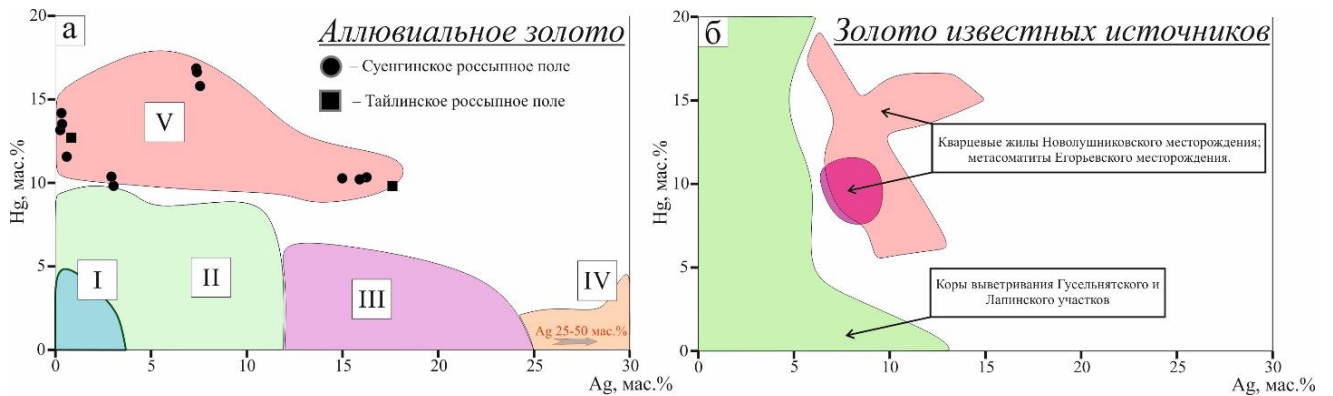 а
Аллювиальное золото
– Суенгинское россыпное поле
– Тайлинское россыпное поле
V
I
II
III
IV
Ag 25-50 мас.%
20
15
10
5
0
Hg, мас.%
0 5 10 15 20 25 30
Ag, мас.%
б
Золото известных источников
Кварцевые жилы Новолушниковского месторождения;
метасоматиты Егорьевского месторождения.
Коры выветривания Гусельнятского и
Лапинского участков
20
15
10
5
0
Hg, мас.%
0 5 10 15 20 25 30
Ag, мас.%